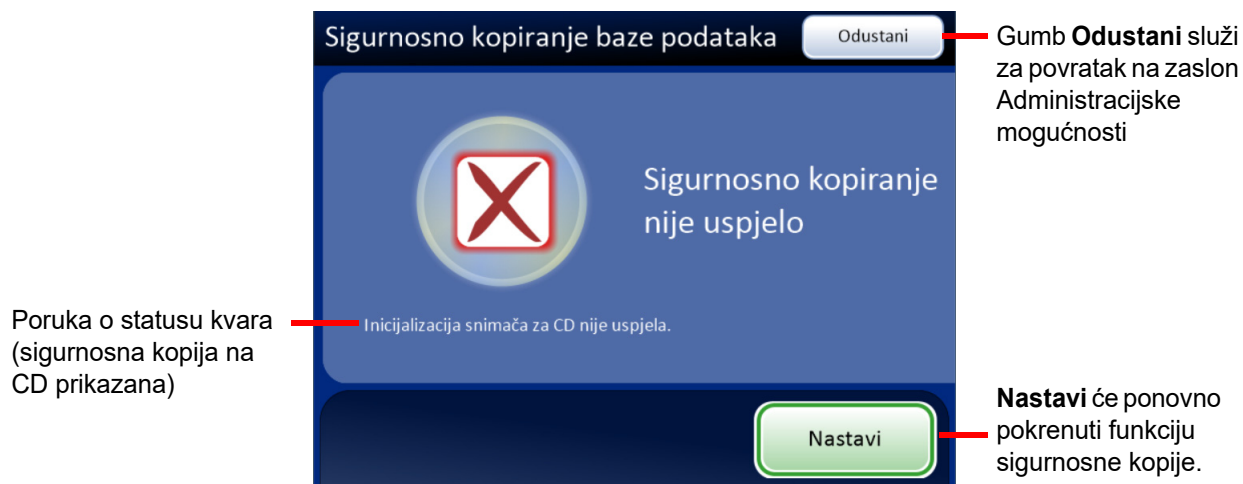 Sigurnosno kopiranje baze podataka
Odustani
Gumb Odustani služi
za povratak na zaslon
Administracijske
mogućnosti
Sigurnosno kopiranje
nije uspjelo
Poruka o statusu kvara
(sigurnosna kopija na
CD prikazana)
Inicijalizacija snimača za CD nije uspjela.
Nastavi
Nastavi će ponovno
pokrenuti funkciju
sigurnosne kopije.